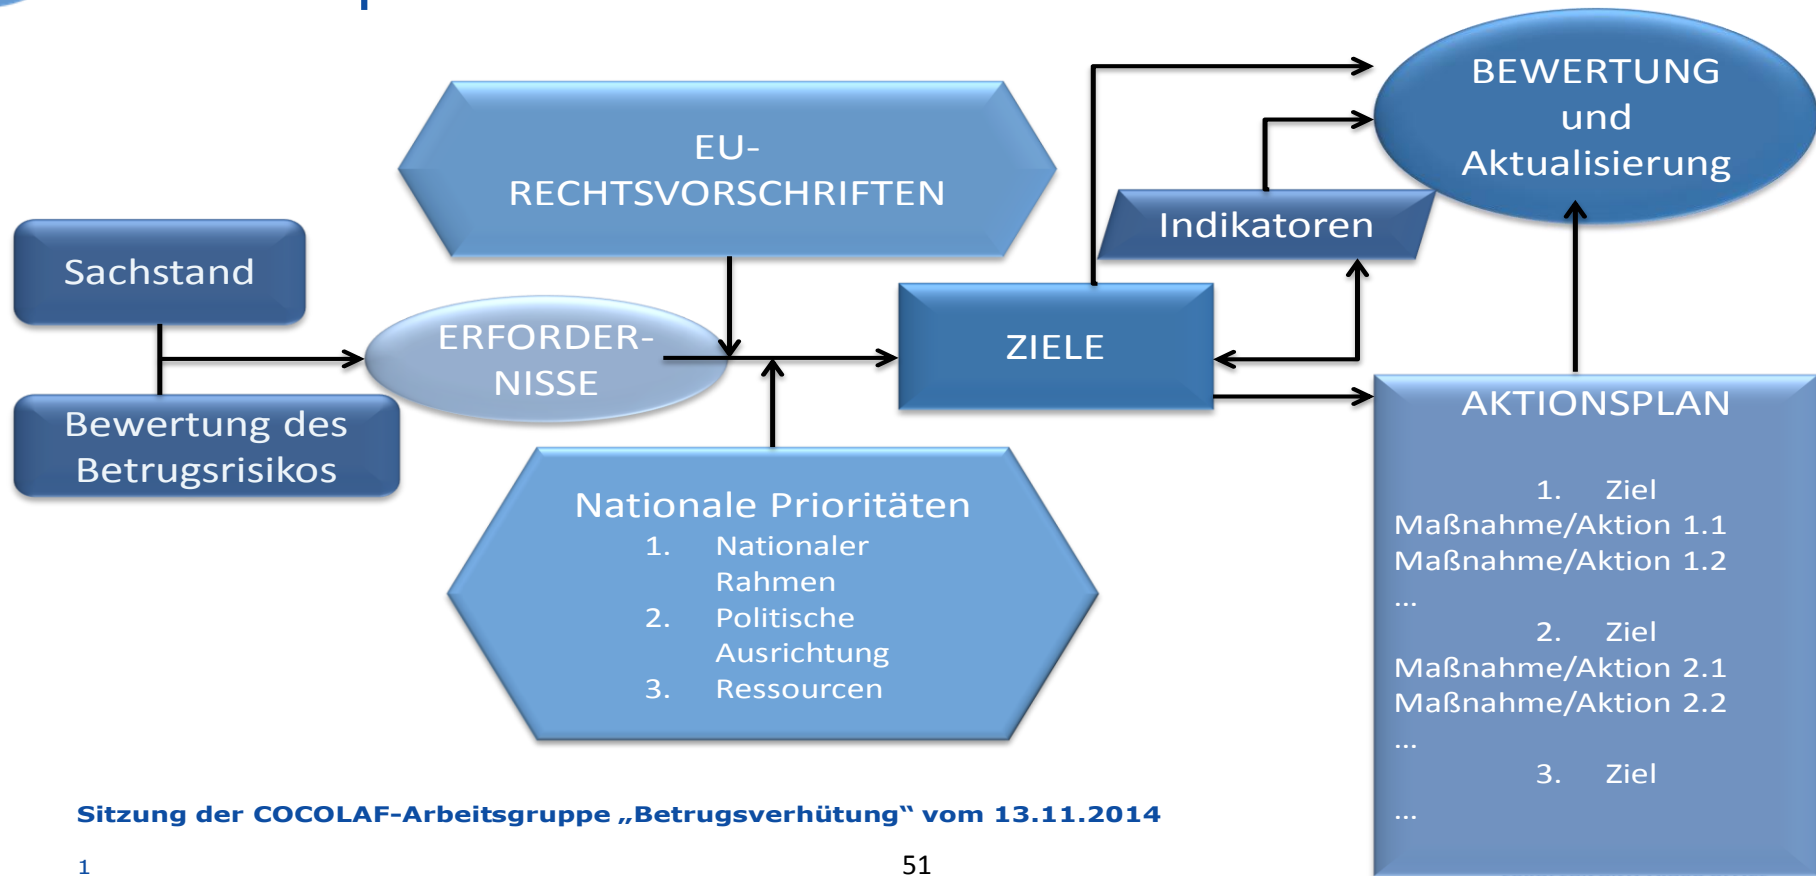 BEWERTUNG
und
Aktualisierung
EU-
RECHTSVORSCHRIFTEN
Indikatoren
Sachstand
ERFORDER-
NISSE
ZIELE
Bewertung des
Betrugsrisikos
Nationale Prioritäten
1. Nationaler
Rahmen
2. Politische
Ausrichtung
3. Ressourcen
AKTIONSPLAN
1. Ziel
Maßnahme/Aktion 1.1
Maßnahme/Aktion 1.2
...
2. Ziel
Maßnahme/Aktion 2.1
Maßnahme/Aktion 2.2
...
3. Ziel
...
Sitzung der COCOLAF-Arbeitsgruppe „Betrugsverhütung“ vom 13.11.2014
1
51